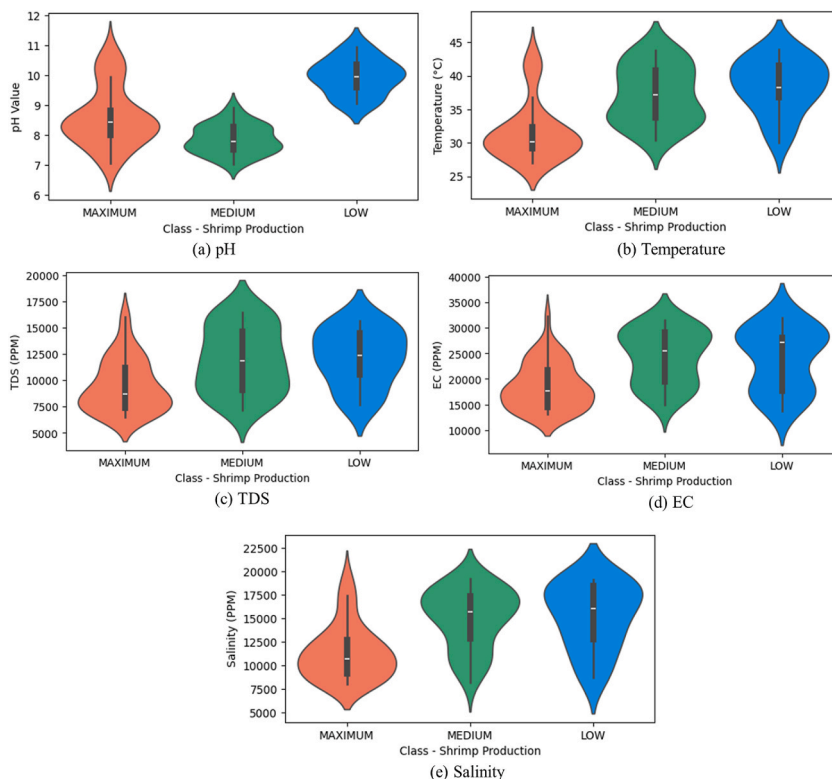 12
11
10
9
8
7
6
pH Value
MAXIMUM MEDIUM LOW
Class - Shrimp Production
(a) pH
45
40
35
30
25
Temperature (°C)
MAXIMUM MEDIUM LOW
Class - Shrimp Production
(b) Temperature
20000
17500
15000
12500
10000
7500
5000
TDS (PPM)
MAXIMUM MEDIUM LOW
Class - Shrimp Production
(c) TDS
40000
35000
30000
25000
20000
15000
10000
EC (PPM)
MAXIMUM MEDIUM LOW
Class - Shrimp Production
(d) EC
22500
20000
17500
15000
12500
10000
7500
5000
Salinity (PPM)
MAXIMUM MEDIUM LOW
Class - Shrimp Production
(e) Salinity